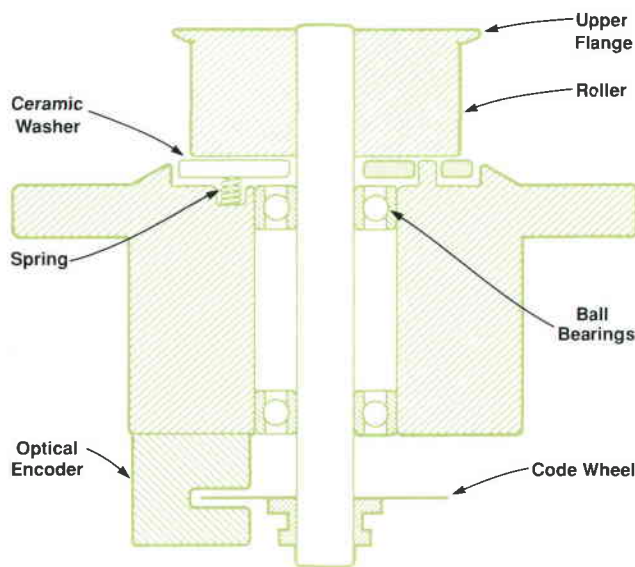 Upper
Flange
Roller
Ceramic
Washer
Spring
Ball
Bearings
Optical
Encoder
Code Wheel